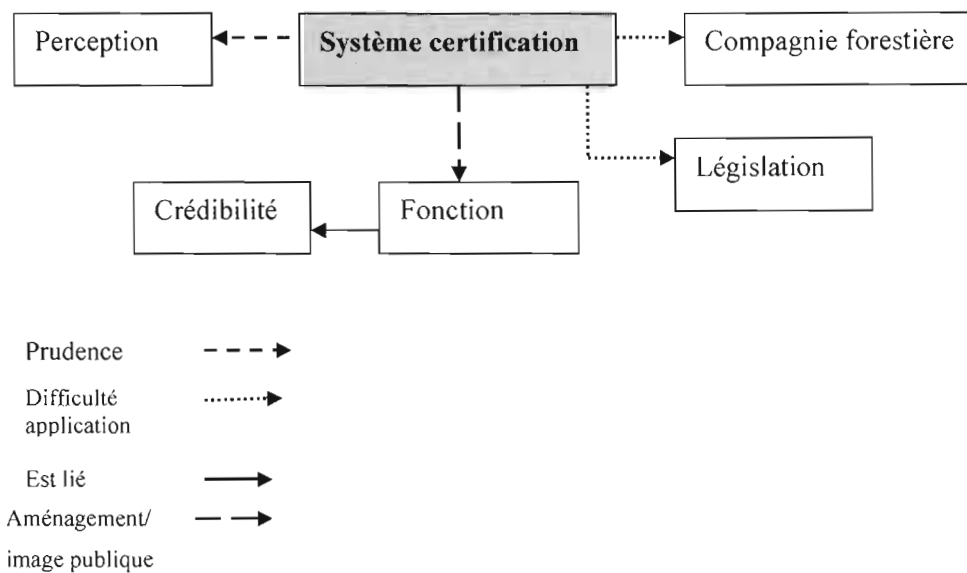 Perception
Système certification
Compagnie forestière
Législation
Crédibilité
Fonction
Prudence
Difficulté
application
Est lié
Aménagement/
image publique